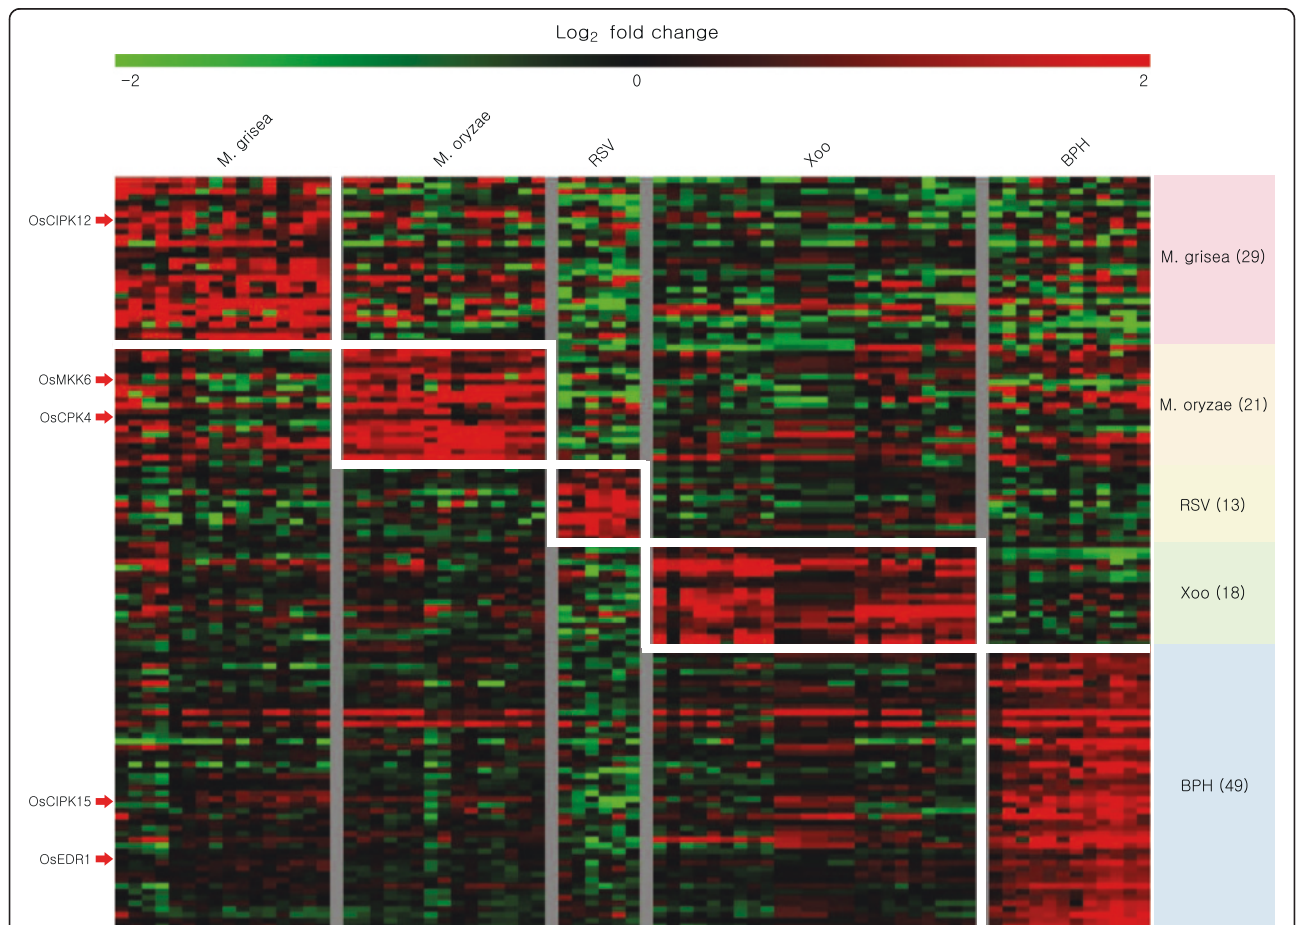 Log2 fold change
−2 0 2
M. grisea M. oryzae RSV Xoo BPH
OsCIPK12
M. grisea (29)
OsMKK6
M. oryzae (21)
OsCPK4
RSV (13)
Xoo (18)
BPH (49)
OsCIPK15
OsEDR1